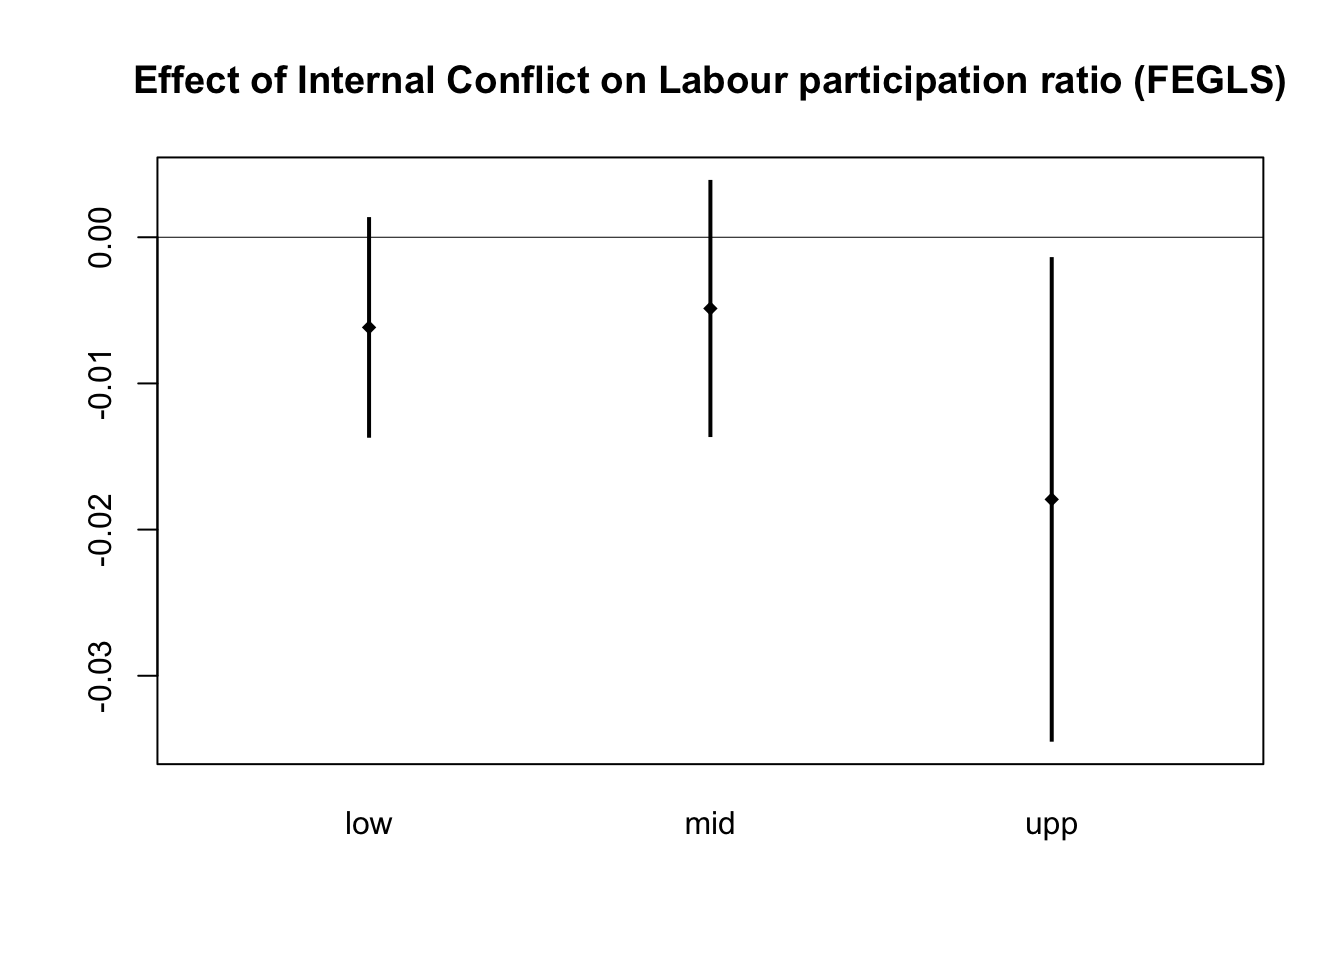 Effect of Internal Conflict on Labour participation ratio (FEGLS)
0.00
-0.01
-0.02
-0.03
low mid upp